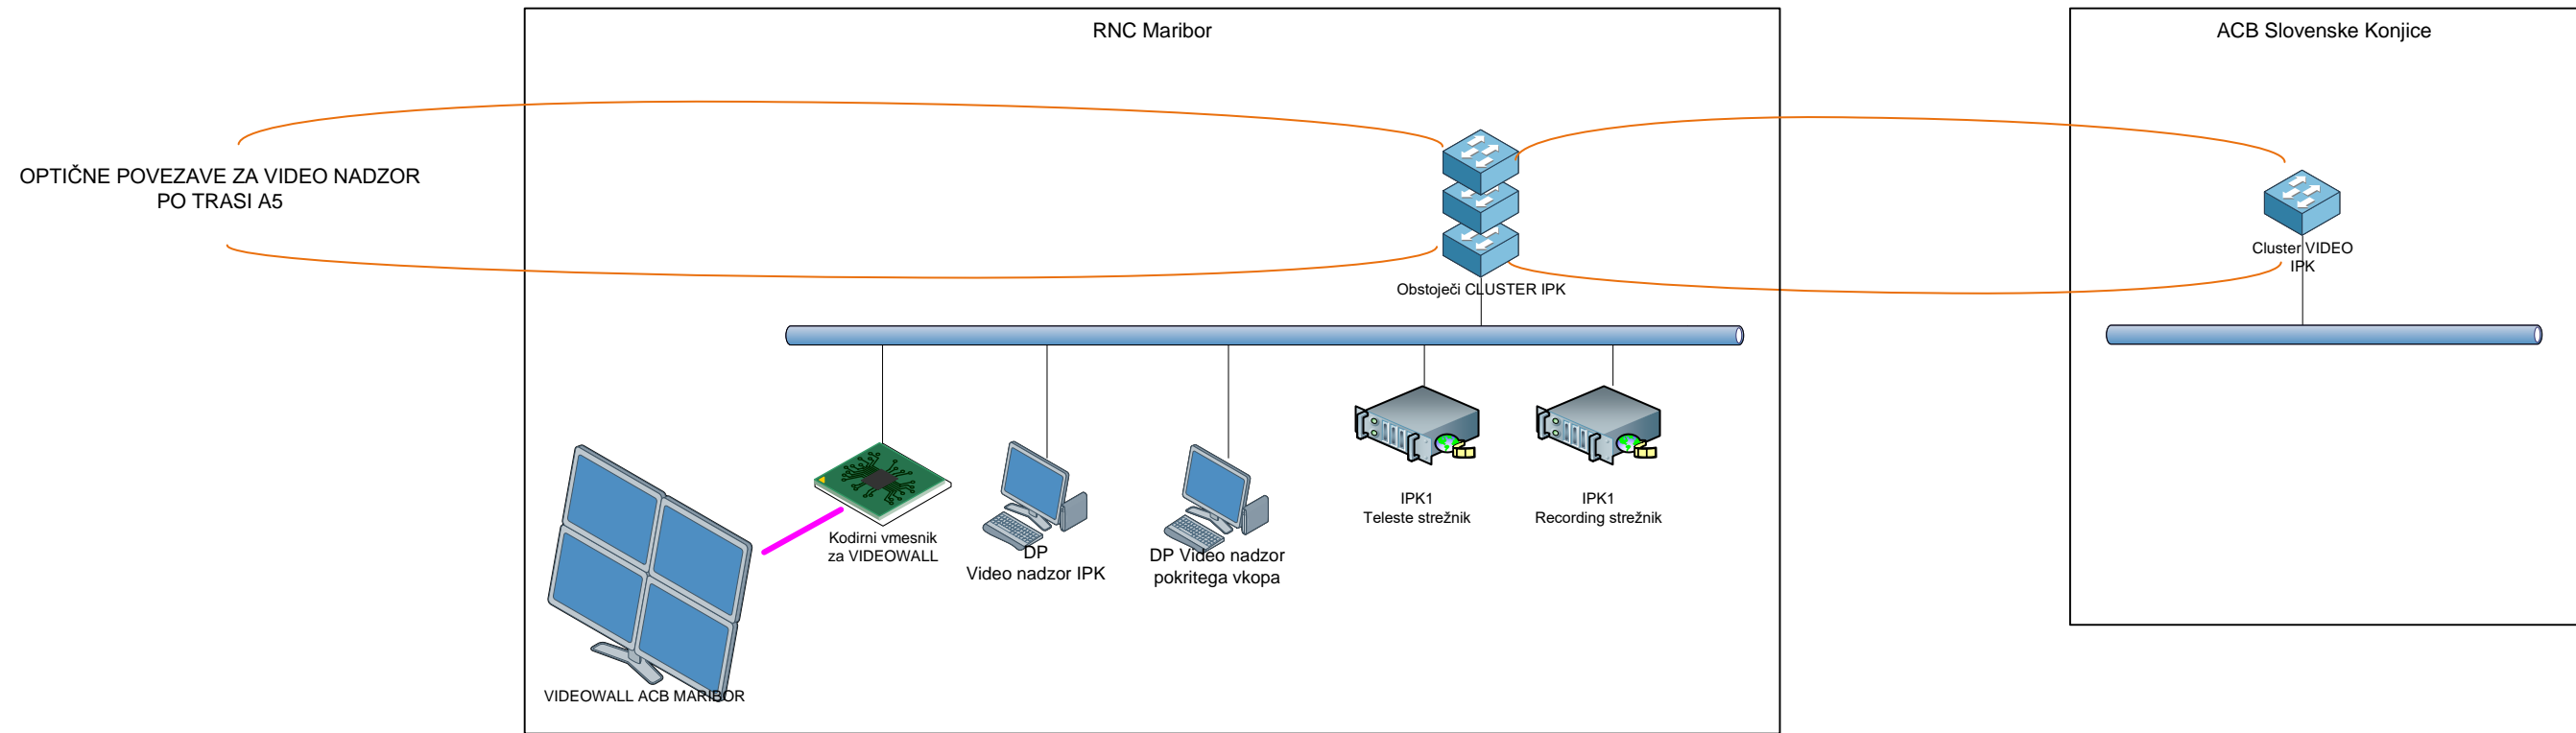 RNC Maribor
ACB Slovenske Konjice
OPTIČNE POVEZAVE ZA VIDEO NADZOR
PO TRASI A5
Cluster VIDEO
IPK
Obstoječi CLUSTER IPK
IPK1
Teleste strežnik
IPK1
Recording strežnik
Kodirni vmesnik
za VIDEOWALL
DP
Video nadzor IPK
DP Video nadzor
pokritega vkopa
VIDEOWALL ACB MARIBOR